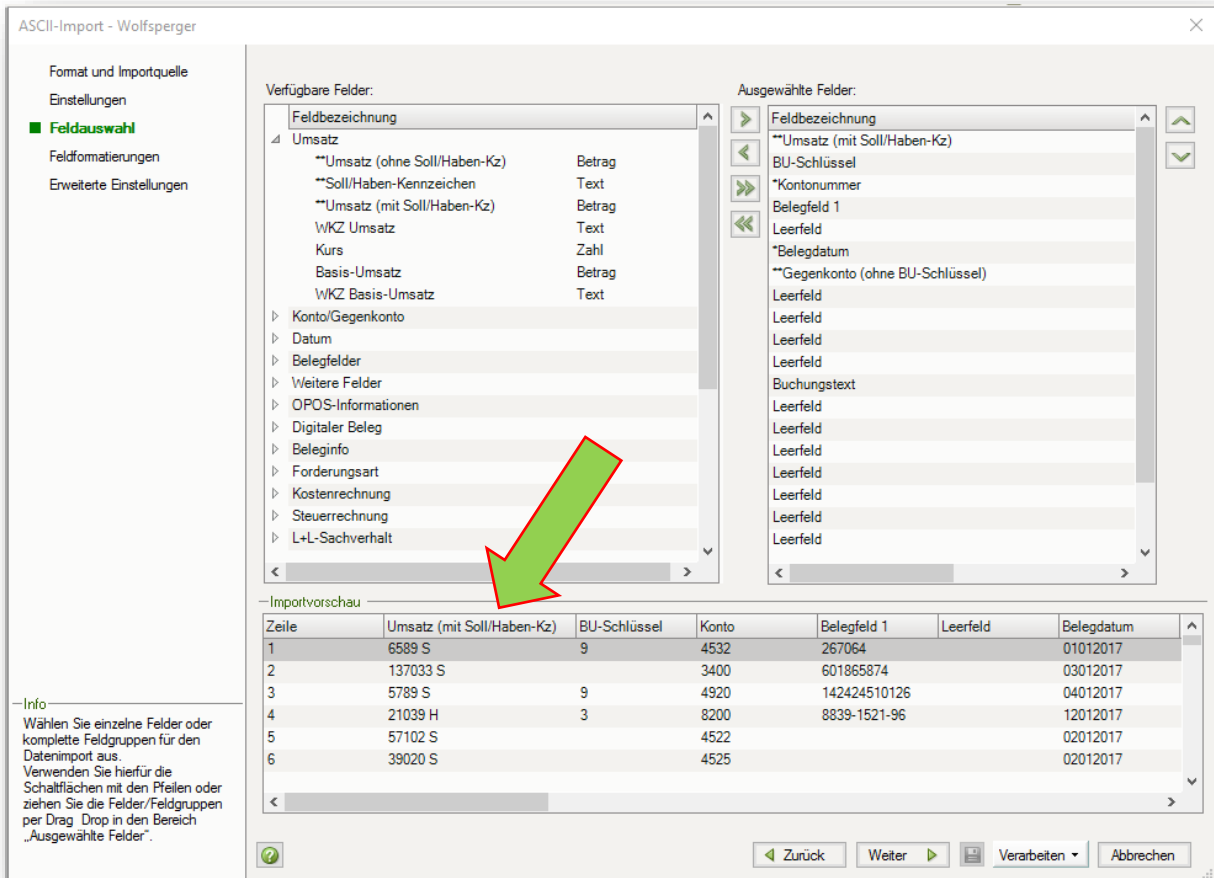 ASCII-Import - Wolfsperger
Format und Importquelle
Einstellungen
Feldauswahl
Feldformatierungen
Erweiterte Einstellungen
Info
Wählen Sie einzelne Felder oder
komplette Feldgruppen für den
Datenimport aus.
Verwenden Sie hierfür die
Schaltflächen mit den Pfeilen oder
ziehen Sie die Felder/Feldgruppen
per Drag Drop in den Bereich
„Ausgewählte Felder".
Verfügbare Felder:
Feldbezeichnung
Umsatz
**Umsatz (ohne Soll/Haben-Kz) Betrag
**Soll/Haben-Kennzeichen Text
**Umsatz (mit Soll/Haben-Kz) Betrag
WKZ Umsatz Text
Kurs Zahl
Basis-Umsatz Betrag
WKZ Basis-Umsatz Text
Konto/Gegenkonto
Datum
Belegfelder
Weitere Felder
OPOS-Informationen
Digitaler Beleg
Beleginfo
Forderungsart
Kostenrechnung
Steuerrechnung
L+L-Sachverhalt
Ausgewählte Felder:
Feldbezeichnung
**Umsatz (mit Soll/Haben-Kz)
BU-Schlüssel
*Kontonummer
Belegfeld 1
Leerfeld
*Belegdatum
**Gegenkonto (ohne BU-Schlüssel)
Leerfeld
Leerfeld
Leerfeld
Leerfeld
Buchungstext
Leerfeld
Leerfeld
Leerfeld
Leerfeld
Leerfeld
Leerfeld
Leerfeld
Importvorschau
Zeile Umsatz (mit Soll/Haben-Kz) BU-Schlüssel Konto Belegfeld 1 Leerfeld Belegdatum
1 6589 S 9 4532 267064 01012017
2 137033 S 3400 601865874 03012017
3 5789 S 9 4920 142424510126 04012017
4 21039 H 3 8200 8839-1521-96 12012017
5 57102 S 4522 02012017
6 39020 S 4525 02012017
Zurück Weiter Verarbeiten Abbrechen